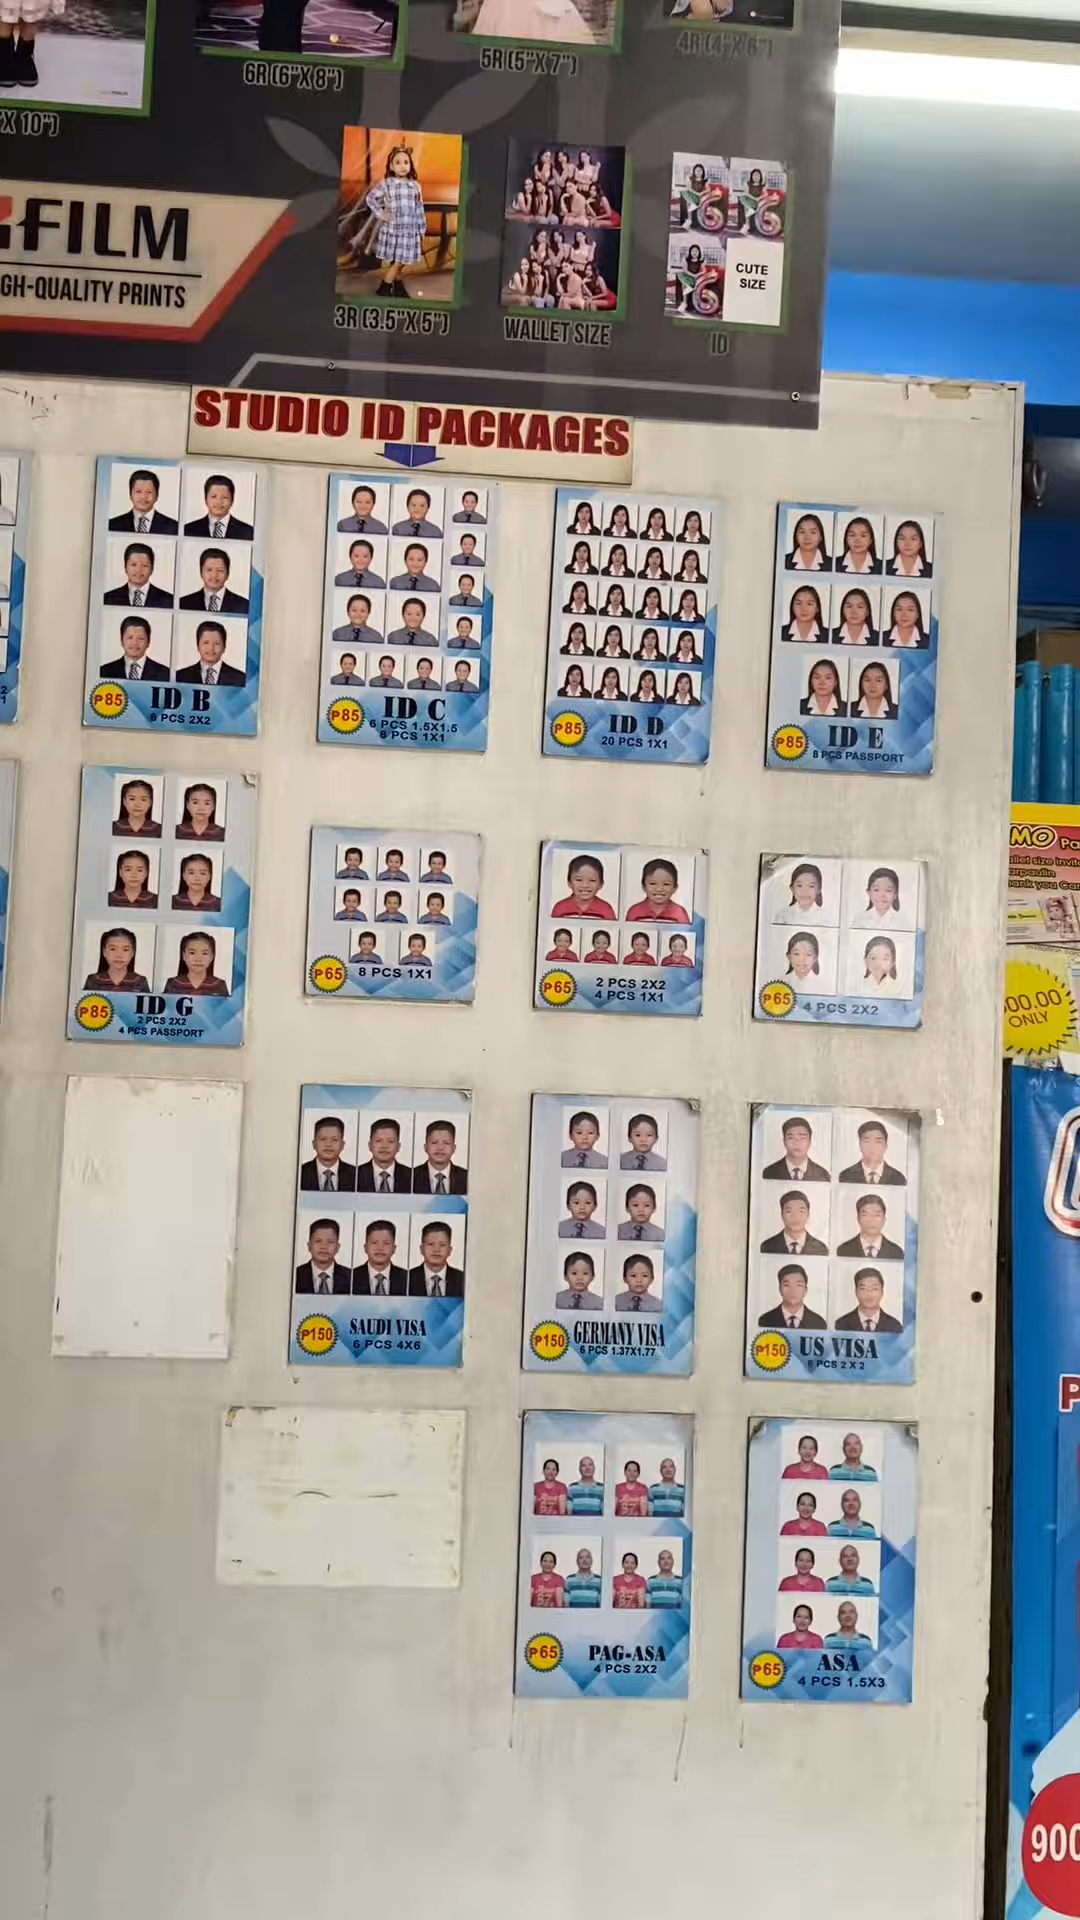 6R (6"X 8")
5R (5"X 7")
4R (4"X 6")
X 10")
FILM
GH-QUALITY PRINTS
3R (3.5"X 5")
WALLET SIZE
CUTE
SIZE
ID
STUDIO ID PACKAGES
P85
ID B
6 PCS 2X2
P85
ID C
6 PCS 1.5X1.5
8 PCS 1X1
P85
ID D
20 PCS 1X1
P85
ID E
8 PCS PASSPORT
P85
ID G
2 PCS 2X2
4 PCS PASSPORT
P65
8 PCS 1X1
P65
2 PCS 2X2
4 PCS 1X1
P65
4 PCS 2X2
MO Pa
arpaulin
00.00
ONLY
P150
SAUDI VISA
6 PCS 4X6
P150
GERMANY VISA
6 PCS 1.37X1.77
P150
US VISA
6 PCS 2 X 2
P65
PAG-ASA
4 PCS 2X2
P65
ASA
4 PCS 1.5X3
P
900